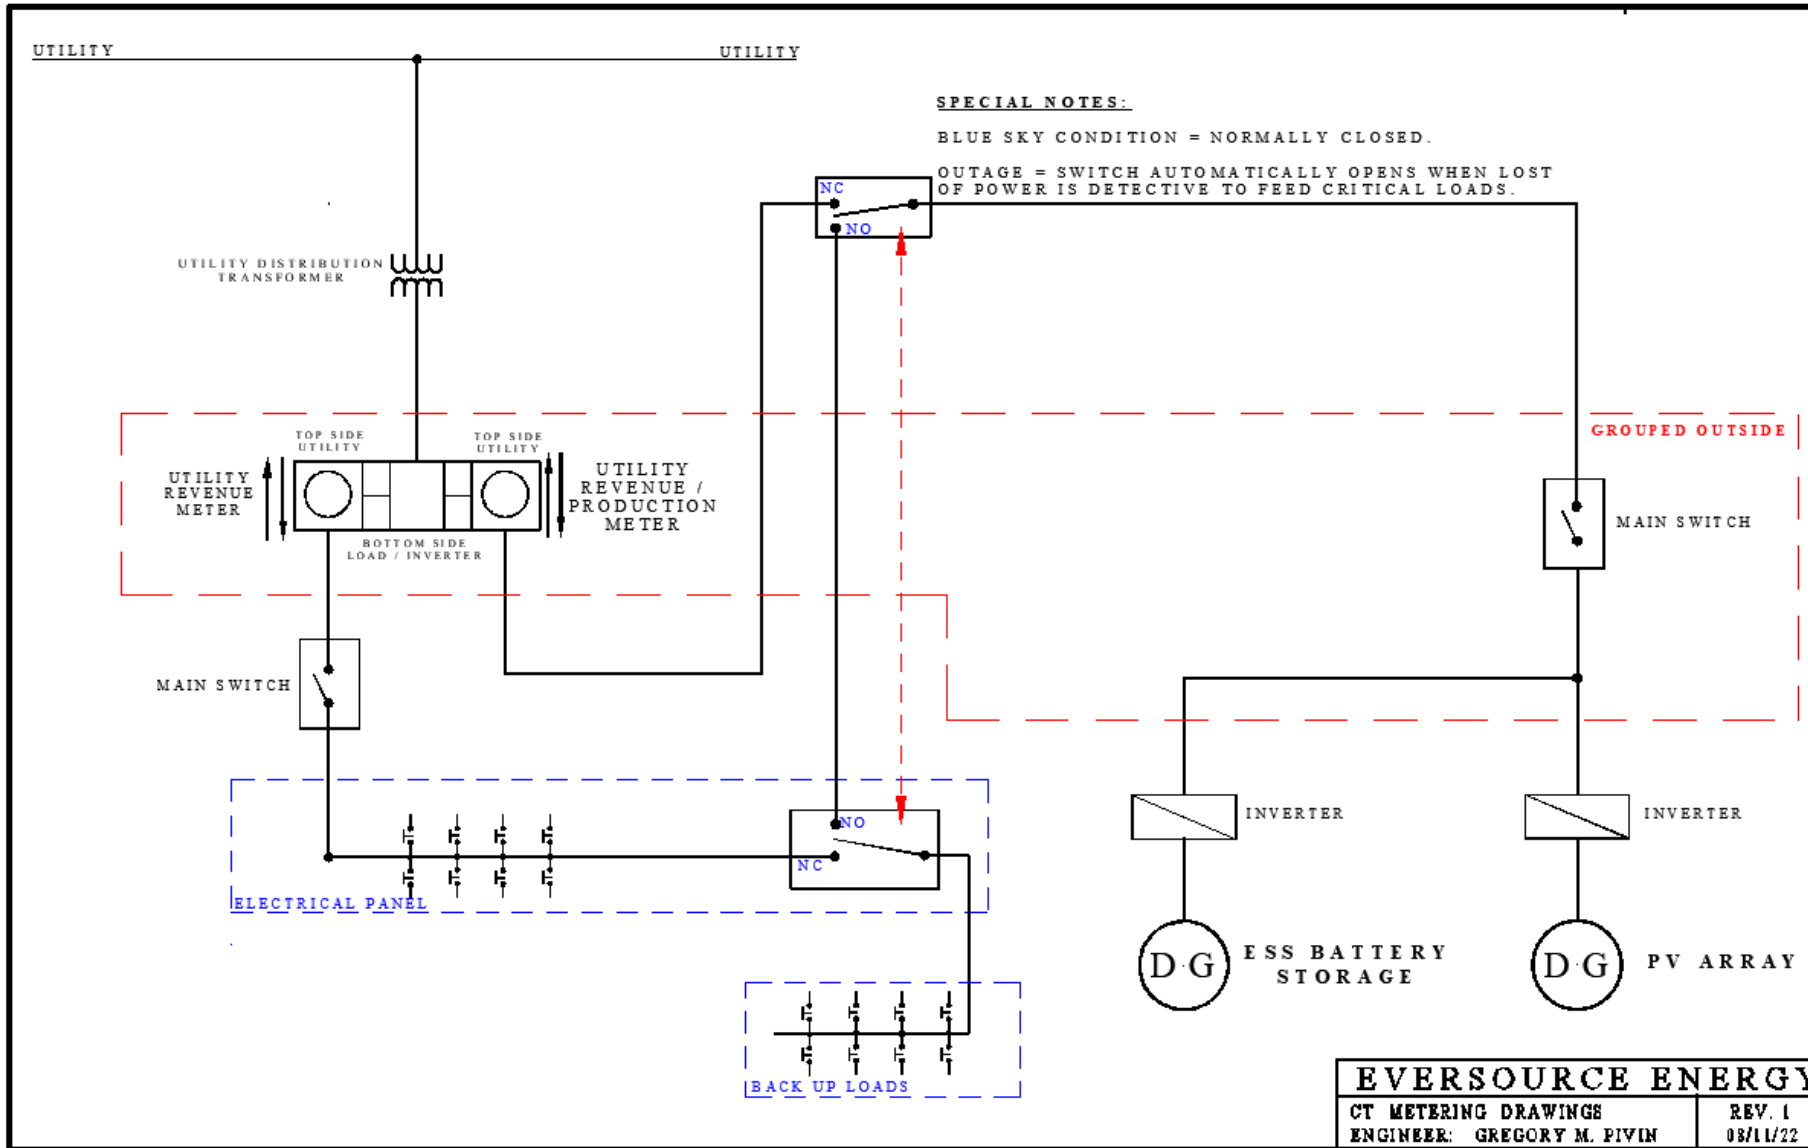 UTILITY
UTILITY
SPECIAL NOTES:
BLUE SKY CONDITION = NORMALLY CLOSED.
OUTAGE = SWITCH AUTOMATICALLY OPENS WHEN LOST
OF POWER IS DETECTIVE TO FEED CRITICAL LOADS.
NC
NO
UTILITY DISTRIBUTION
TRANSFORMER
GROUPED OUTSIDE
TOP SIDE
UTILITY
TOP SIDE
UTILITY
UTILITY
REVENUE
METER
UTILITY
REVENUE /
PRODUCTION
METER
BOTTOM SIDE
LOAD / INVERTER
MAIN SWITCH
MAIN SWITCH
NO
NC
ELECTRICAL PANEL
INVERTER
INVERTER
D·G
ESS BATTERY
STORAGE
D·G
PV ARRAY
BACK UP LOADS
EVERSOURCE ENERGY
CT METERING DRAWINGS
ENGINEER: GREGORY M. PIVIN
REV. 1
08/11/22